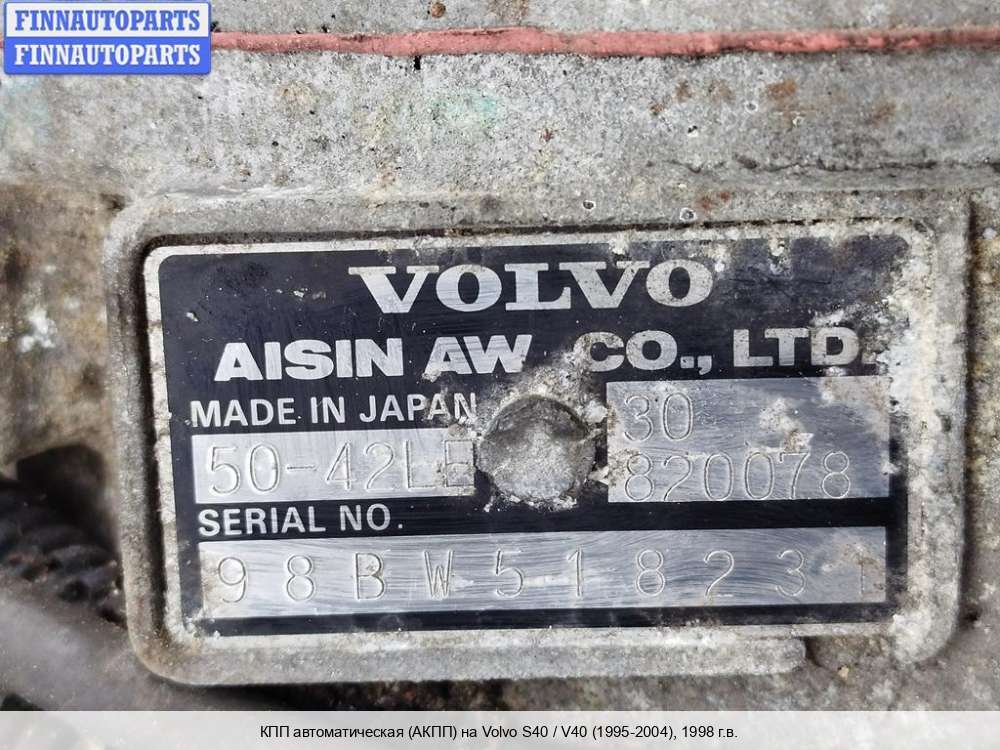 FINNAUTOPARTS
FINNAUTOPARTS
VOLVO
AISIN AW CO., LTD.
MADE IN JAPAN
30
50-42LE
820078
SERIAL NO.
98BW51823
КПП автоматическая (АКПП) на Volvo S40 / V40 (1995-2004), 1998 г.в.